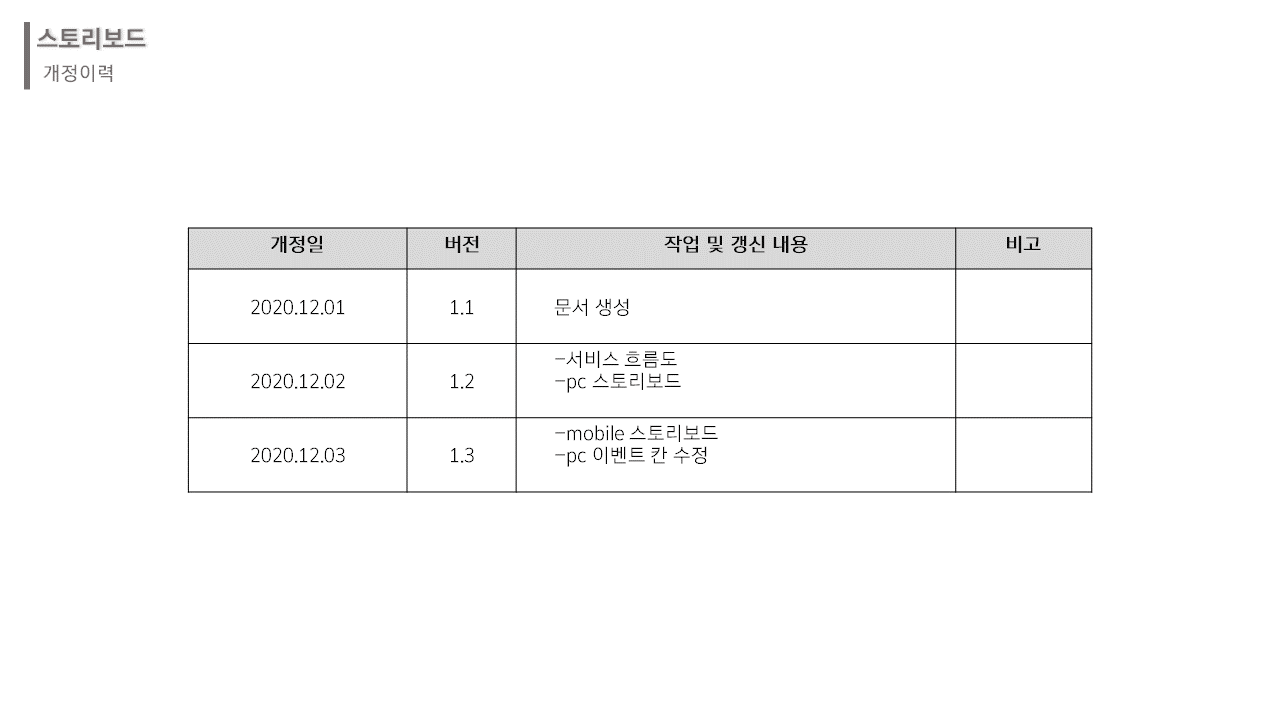 스토리보드
개정이력
개정일 버전 작업 및 갱신 내용 비고
2020.12.01 1.1 문서 생성
2020.12.02 1.2 -서비스 흐름도
-pc 스토리보드
2020.12.03 1.3 -mobile 스토리보드
-pc 이벤트 칸 수정